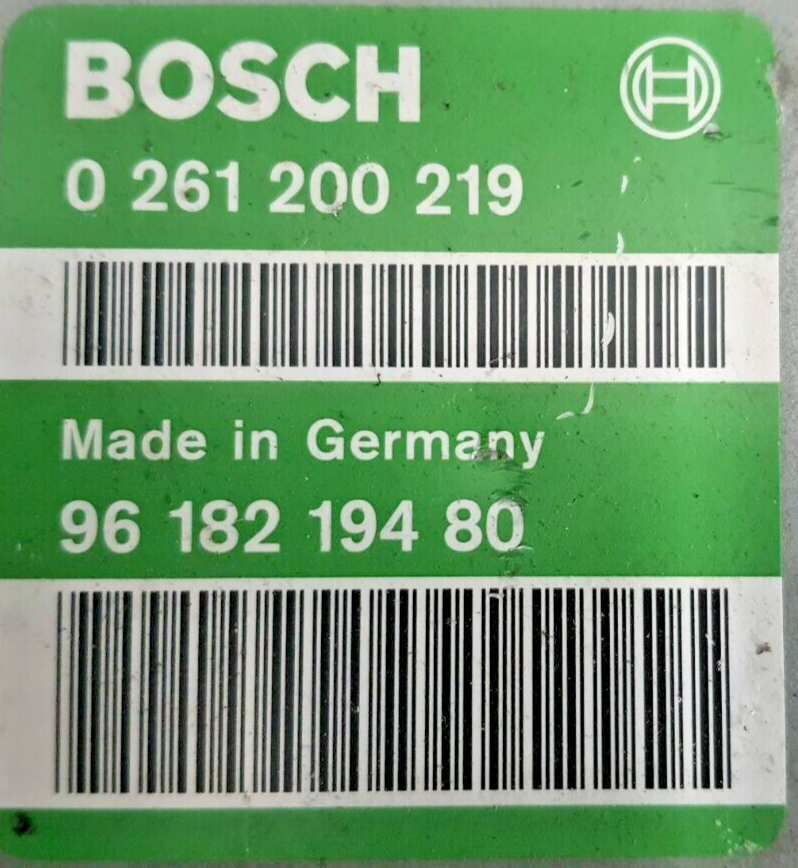 BOSCH
0 261 200 219
Made in Germany
96 182 194 80